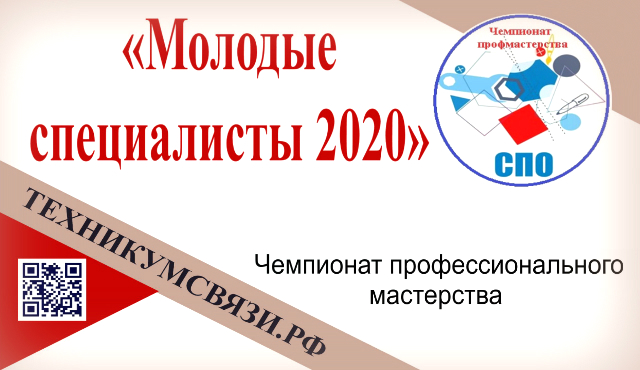 «Молодые
специалисты 2020»
Чемпионат
профмастерства
СПО
ТЕХНИКУМСВЯЗИ.РФ
Чемпионат профессионального
мастерства